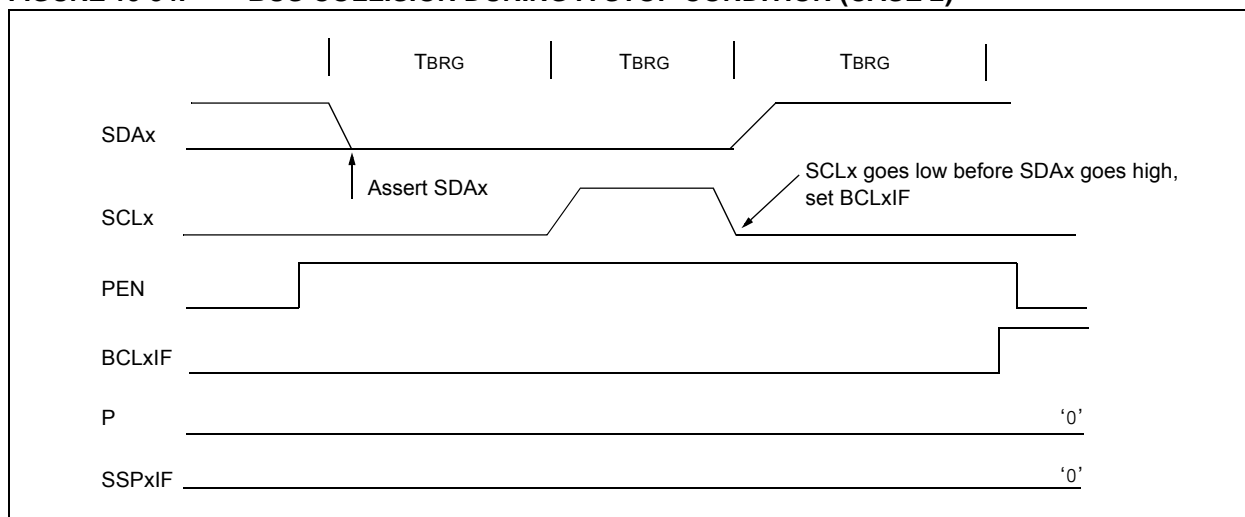 TBRG TBRG TBRG
SDAx
Assert SDAx
SCLx goes low before SDAx goes high,
set BCLxIF
SCLx
PEN
BCLxIF
P
'0'
SSPxIF
'0'